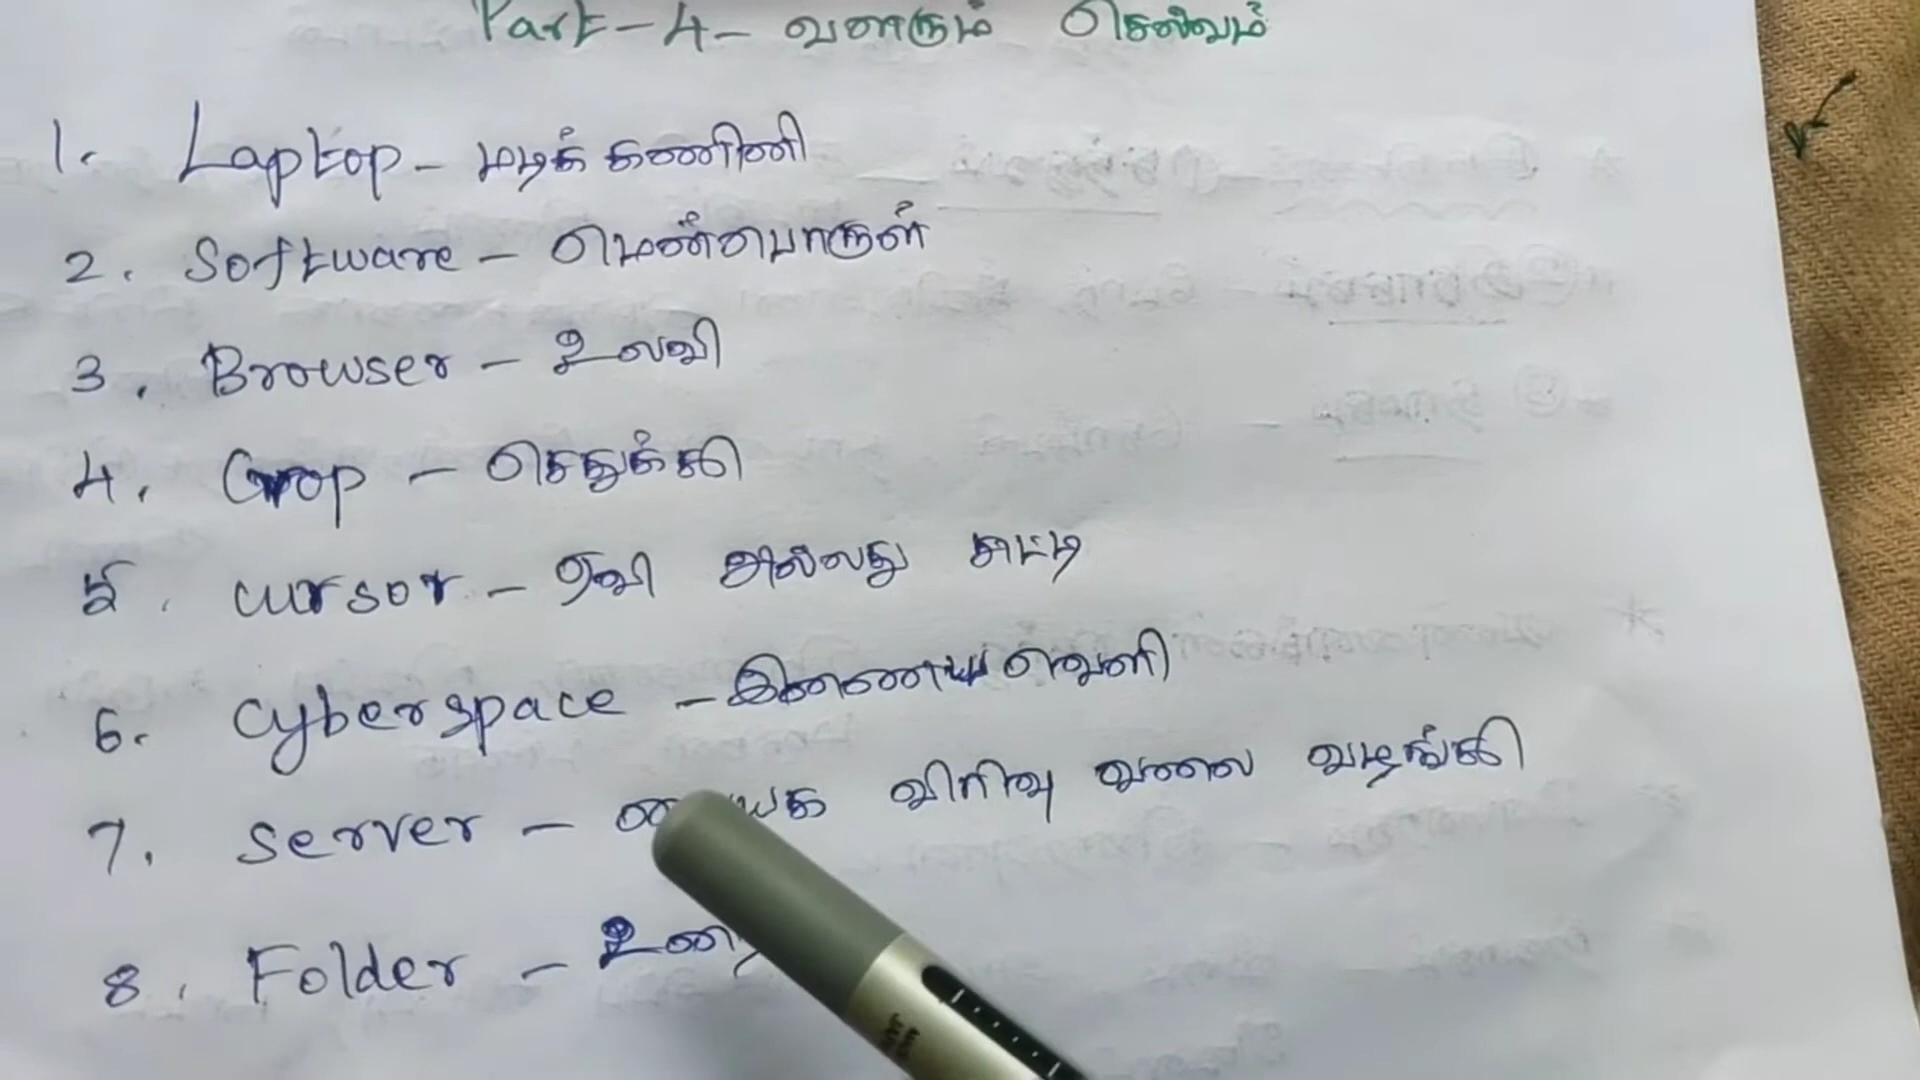 Part-4- வளரும் செல்வம்
1. Laptop - மடிக் கணினி
2. Software - மென்பொருள்
3. Browser - உலவி
4. Crop - செதுக்கி
5. cursor - ஏவி அல்லது சுட்டி
6. cyberspace - இணைய வெளி
7. server - வையக விரிவு வலை வழங்கி
8. Folder -